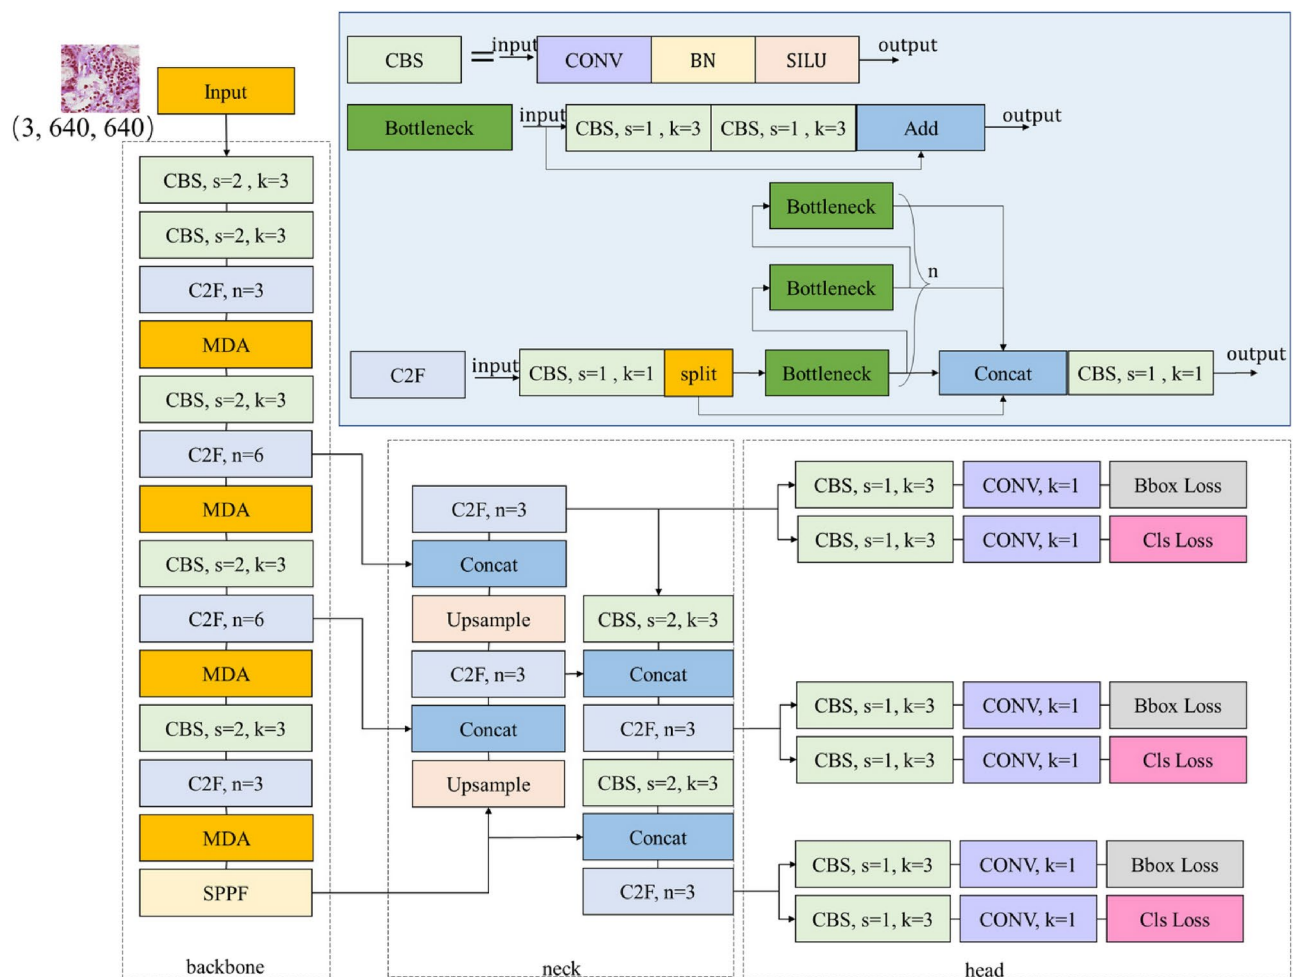 Input
(3, 640, 640)
CBS, s=2 , k=3
CBS, s=2, k=3
C2F, n=3
MDA
CBS, s=2, k=3
C2F, n=6
MDA
CBS, s=2, k=3
C2F, n=6
MDA
CBS, s=2, k=3
C2F, n=3
MDA
SPPF
backbone
CBS = input CONV BN SILU output
Bottleneck input CBS, s=1 , k=3 CBS, s=1 , k=3 Add output
Bottleneck
n
Bottleneck
C2F input CBS, s=1 , k=1 split Bottleneck Concat CBS, s=1 , k=1 output
C2F, n=3
Concat
Upsample
C2F, n=3
Concat
Upsample
CBS, s=2, k=3
Concat
C2F, n=3
CBS, s=2, k=3
Concat
C2F, n=3
neck
CBS, s=1, k=3 CONV, k=1 Bbox Loss
CBS, s=1, k=3 CONV, k=1 Cls Loss
CBS, s=1, k=3 CONV, k=1 Bbox Loss
CBS, s=1, k=3 CONV, k=1 Cls Loss
CBS, s=1, k=3 CONV, k=1 Bbox Loss
CBS, s=1, k=3 CONV, k=1 Cls Loss
head